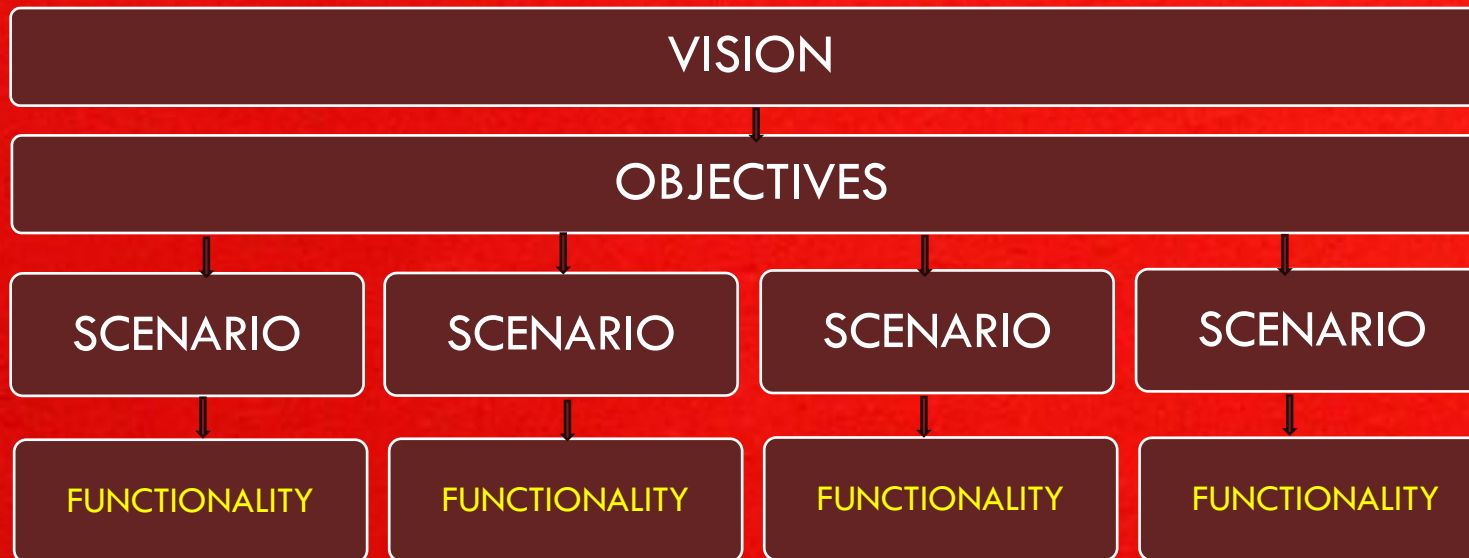 VISION
OBJECTIVES
SCENARIO
SCENARIO
SCENARIO
SCENARIO
FUNCTIONALITY
FUNCTIONALITY
FUNCTIONALITY
FUNCTIONALITY